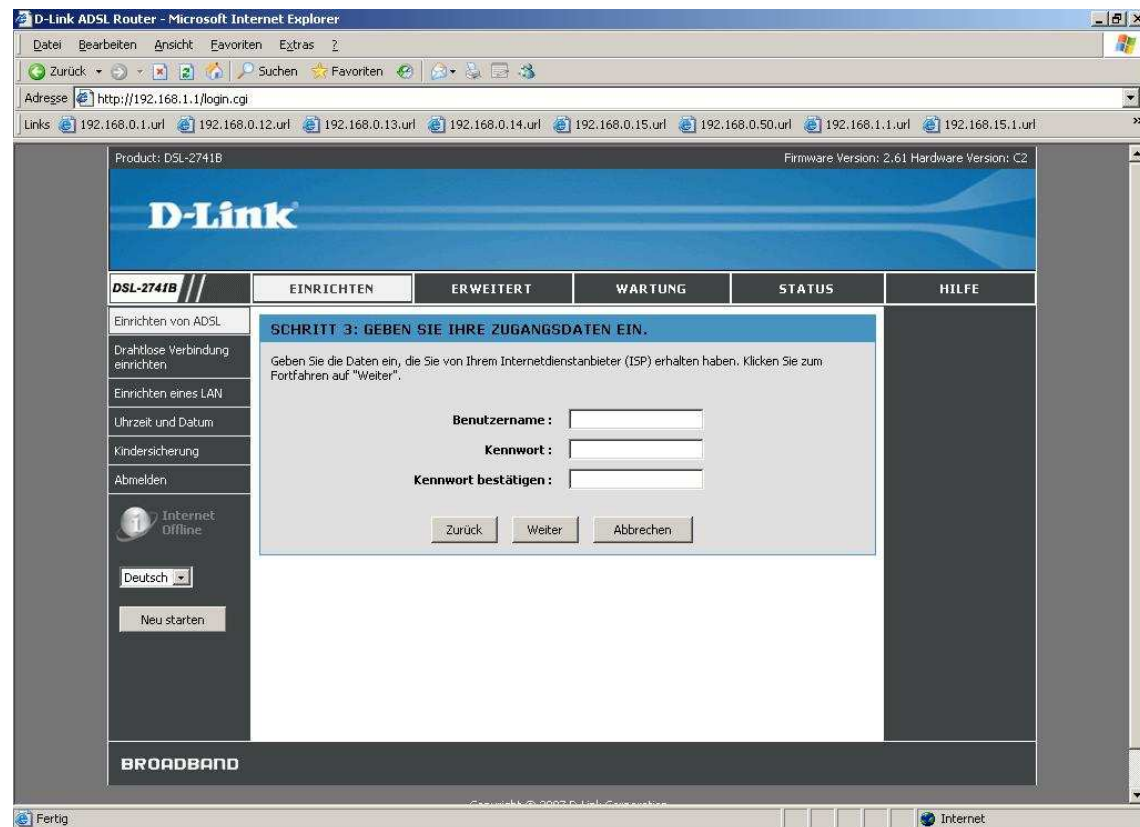 D-Link ADSL Router - Microsoft Internet Explorer
Datei Bearbeiten Ansicht Favoriten Extras ?
Zurück Suchen Favoriten
Adresse http://192.168.1.1/login.cgi
Links 192.168.0.1.url 192.168.0.12.url 192.168.0.13.url 192.168.0.14.url 192.168.0.15.url 192.168.0.50.url 192.168.1.1.url 192.168.15.1.url »
Product: DSL-2741B Firmware Version: 2.61 Hardware Version: C2
D-Link
DSL-2741B EINRICHTEN ERWEITERT WARTUNG STATUS HILFE
Einrichten von ADSL
Drahtlose Verbindung
einrichten
Einrichten eines LAN
Uhrzeit und Datum
Kindersicherung
Abmelden
Internet
Offline
Deutsch
Neu starten
SCHRITT 3: GEBEN SIE IHRE ZUGANGSDATEN EIN.
Geben Sie die Daten ein, die Sie von Ihrem Internetdienstanbieter (ISP) erhalten haben. Klicken Sie zum
Fortfahren auf "Weiter".
Benutzername :
Kennwort :
Kennwort bestätigen :
Zurück Weiter Abbrechen
BROADBAND
Copyright © 2007 D-Link Corporation
Fertig Internet